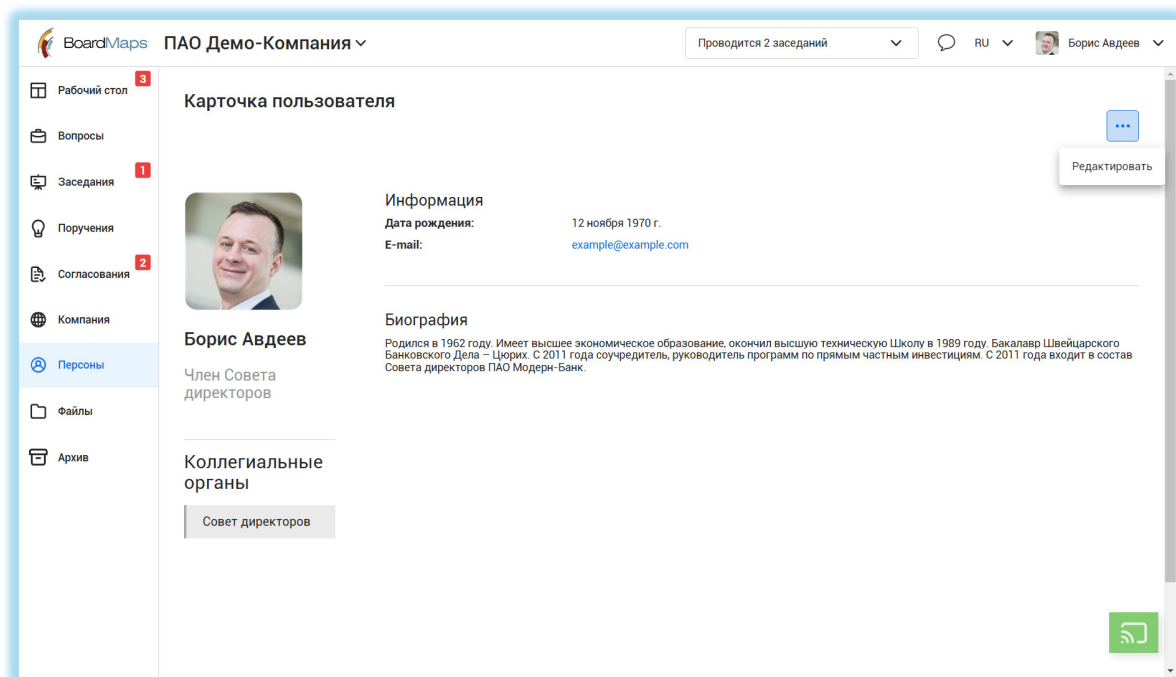 BoardMaps ПАО Демо-Компания Проводится 2 заседаний RU Борис Авдеев
Рабочий стол 3
Вопросы
Заседания 1
Поручения
Согласования 2
Компания
Персоны
Файлы
Архив
Карточка пользователя
Редактировать
Борис Авдеев
Член Совета
директоров
Коллегиальные
органы
Совет директоров
Информация
Дата рождения: 12 ноября 1970 г.
E-mail: example@example.com
Биография
Родился в 1962 году. Имеет высшее экономическое образование, окончил высшую техническую Школу в 1989 году. Бакалавр Швейцарского
Банковского Дела – Цюрих. С 2011 года соучредитель, руководитель программ по прямым частным инвестициям. С 2011 года входит в состав
Совета директоров ПАО Модерн-Банк.